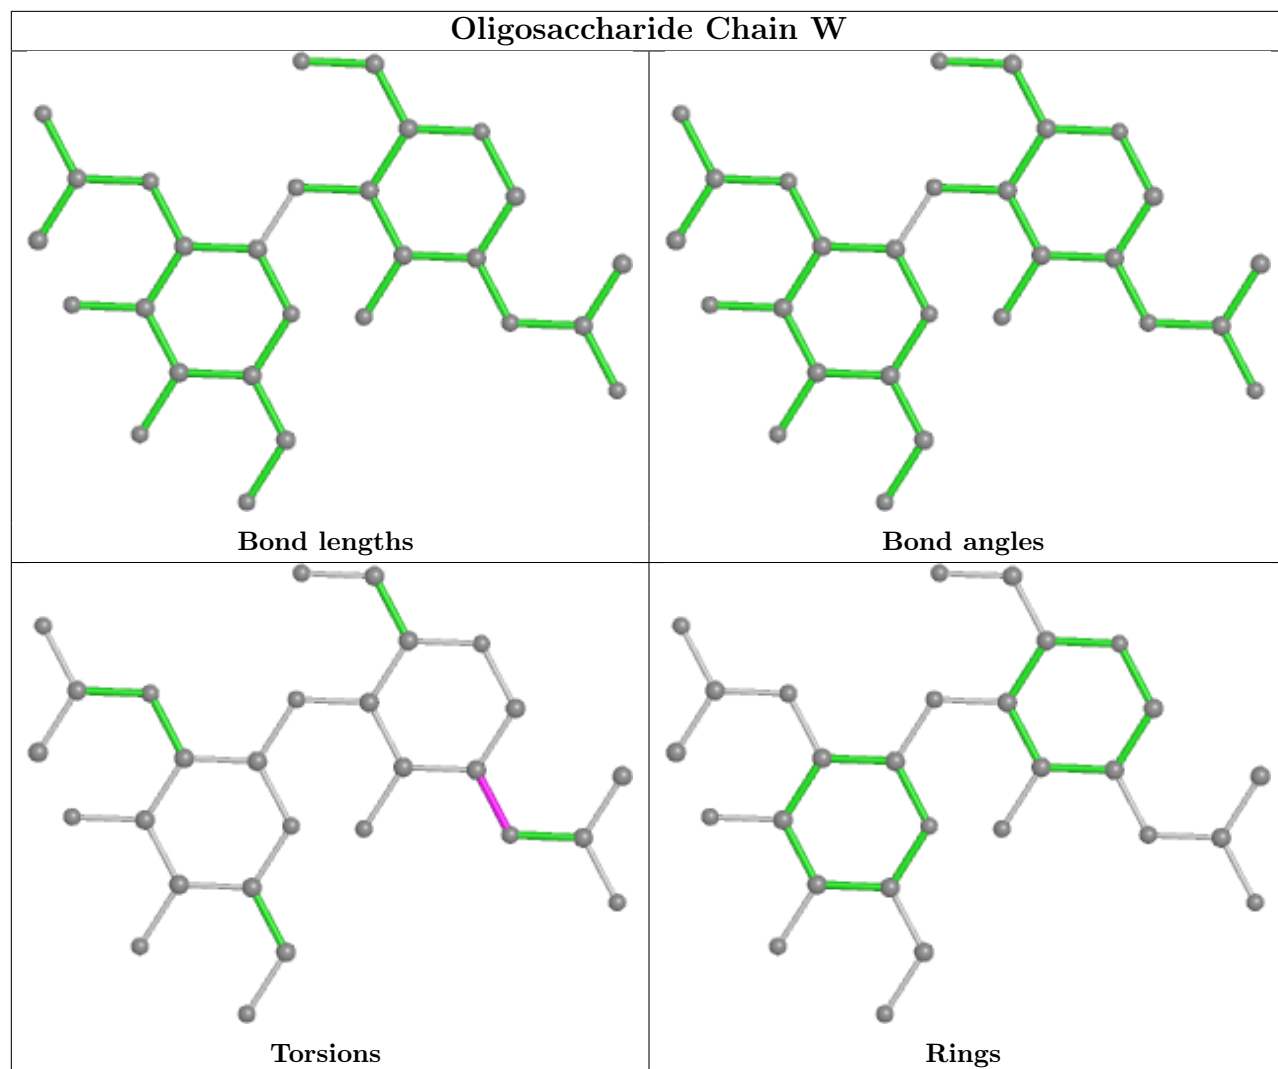 Oligosaccharide Chain W
Bond lengths
Bond angles
Torsions
Rings